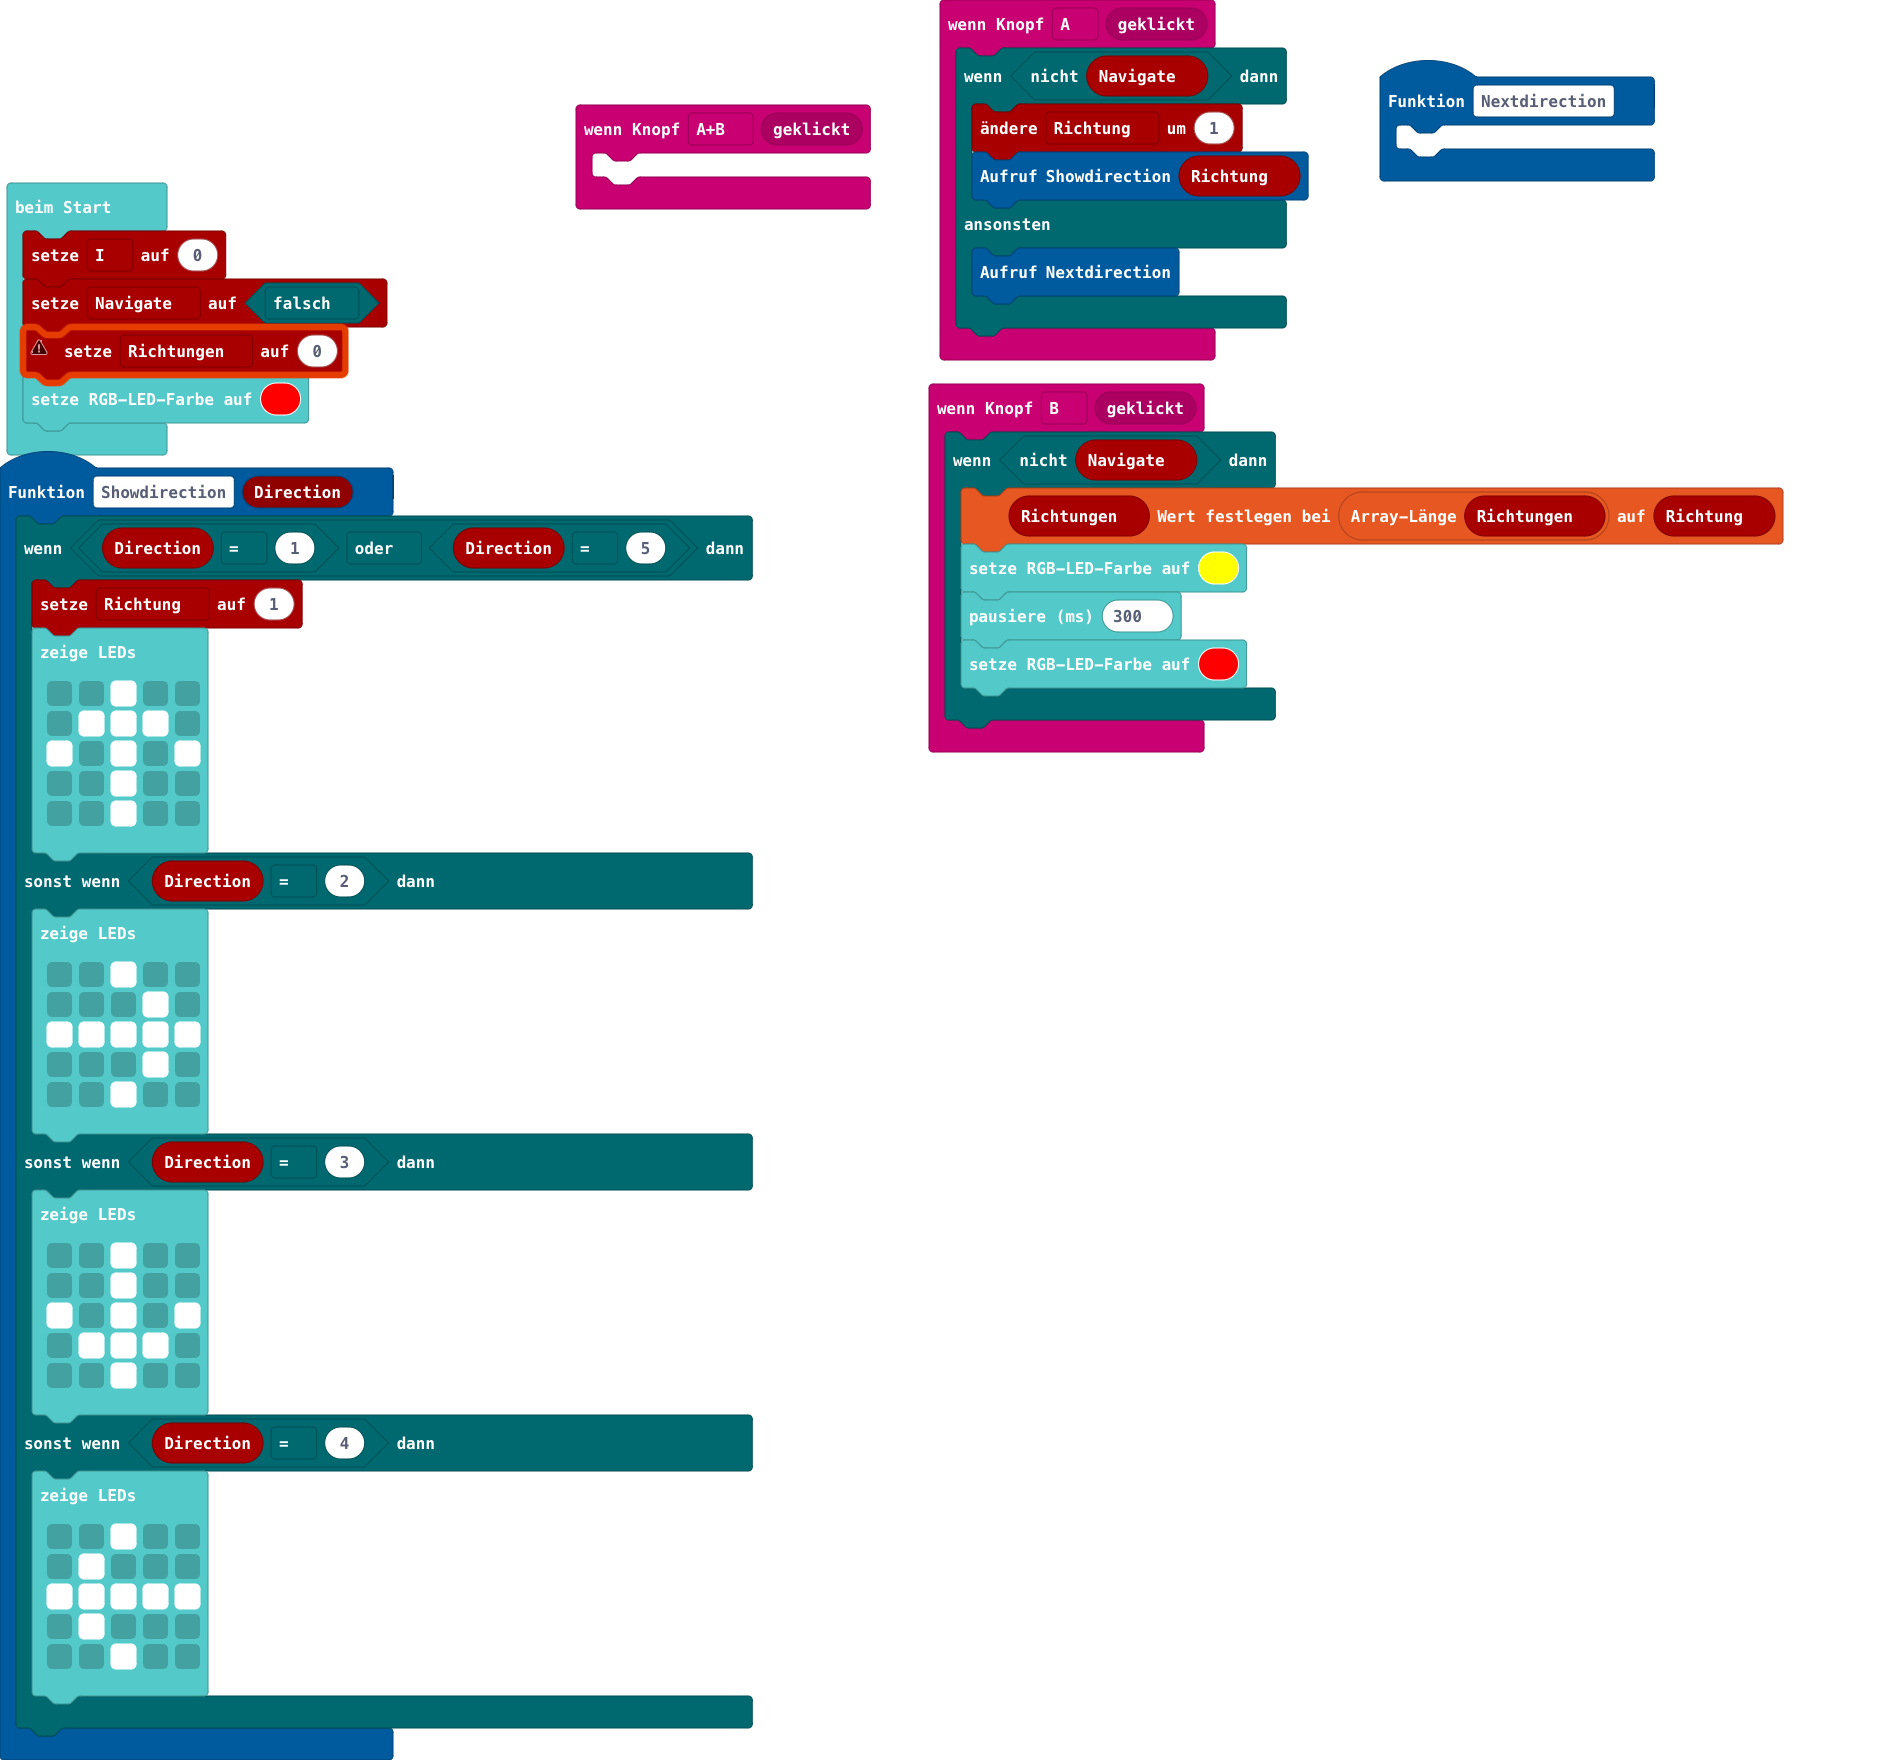 beim Start
setze I auf 0
setze Navigate auf falsch
setze Richtungen auf 0
setze RGB-LED-Farbe auf
Funktion Showdirection Direction
wenn Direction = 1 oder Direction = 5 dann
setze Richtung auf 1
zeige LEDs
sonst wenn Direction = 2 dann
zeige LEDs
sonst wenn Direction = 3 dann
zeige LEDs
sonst wenn Direction = 4 dann
zeige LEDs
wenn Knopf A+B geklickt
wenn Knopf A geklickt
wenn nicht Navigate dann
ändere Richtung um 1
Aufruf Showdirection Richtung
ansonsten
Aufruf Nextdirection
wenn Knopf B geklickt
wenn nicht Navigate dann
Richtungen Wert festlegen bei Array-Länge Richtungen auf Richtung
setze RGB-LED-Farbe auf
pausiere (ms) 300
setze RGB-LED-Farbe auf
Funktion Nextdirection